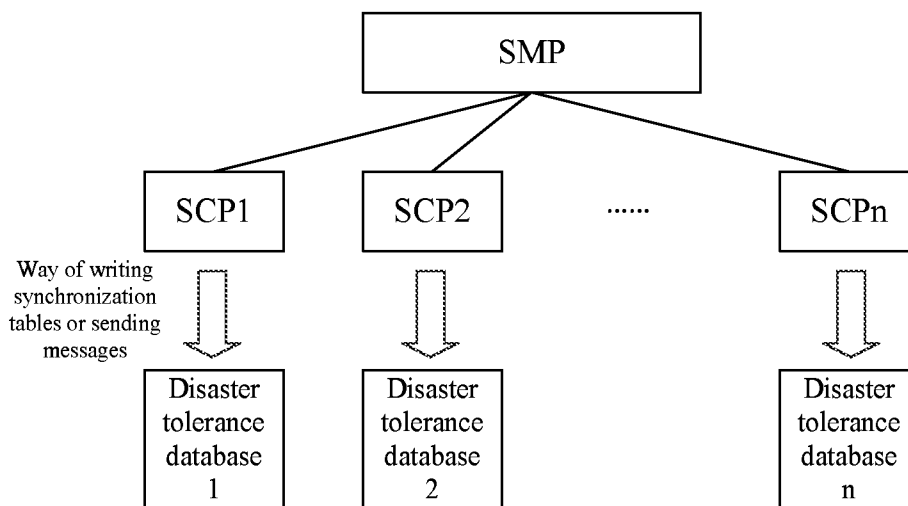 SMP
SCP1
SCP2
......
SCPn
Way of writing
synchronization
tables or sending
messages
Disaster
tolerance
database
1
Disaster
tolerance
database
2
Disaster
tolerance
database
n